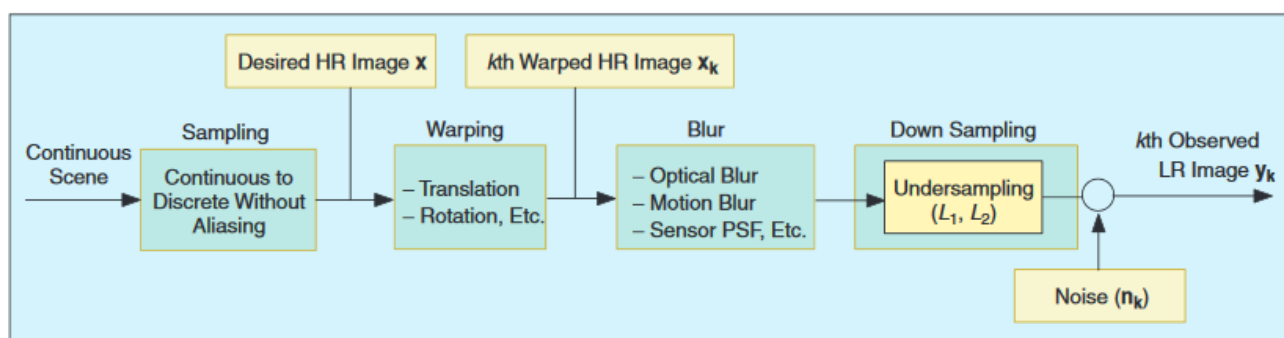 Desired HR Image x
kth Warped HR Image xk
Sampling
Warping
Blur
Down Sampling
kth Observed
LR Image yk
Continuous
Scene
Continuous to
Discrete Without
Aliasing
– Translation
– Rotation, Etc.
– Optical Blur
– Motion Blur
– Sensor PSF, Etc.
Undersampling
(L1, L2)
Noise (nk)